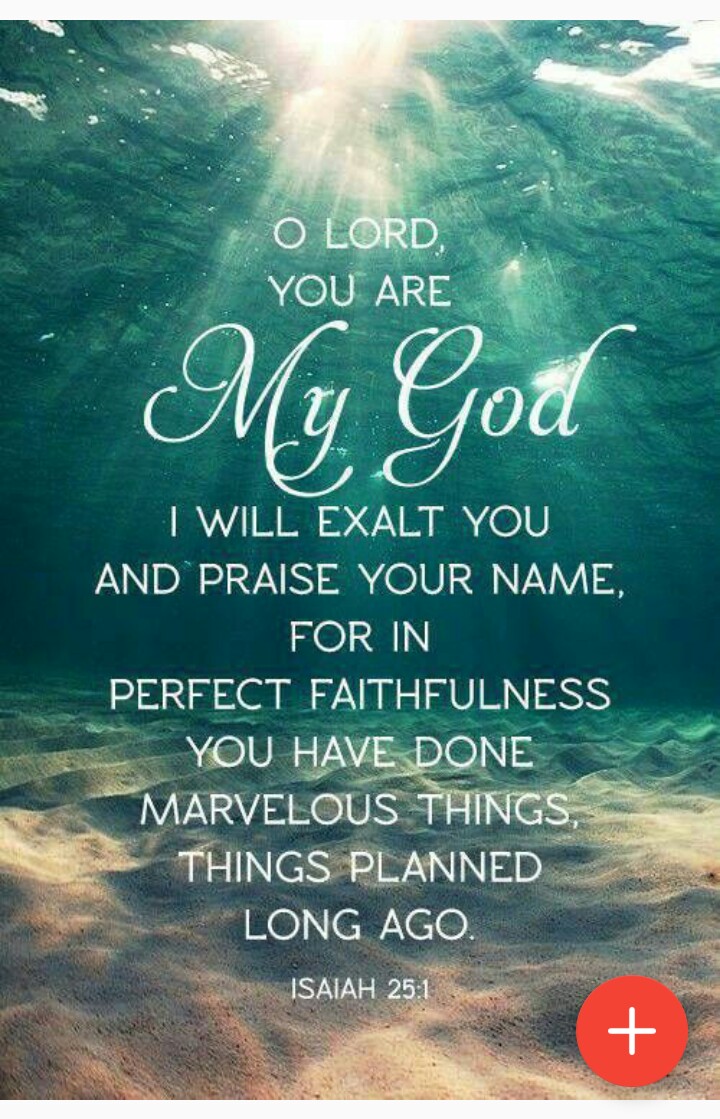 O LORD,
YOU ARE
My God
I WILL EXALT YOU
AND PRAISE YOUR NAME,
FOR IN
PERFECT FAITHFULNESS
YOU HAVE DONE
MARVELOUS THINGS,
THINGS PLANNED
LONG AGO.
ISAIAH 25:1